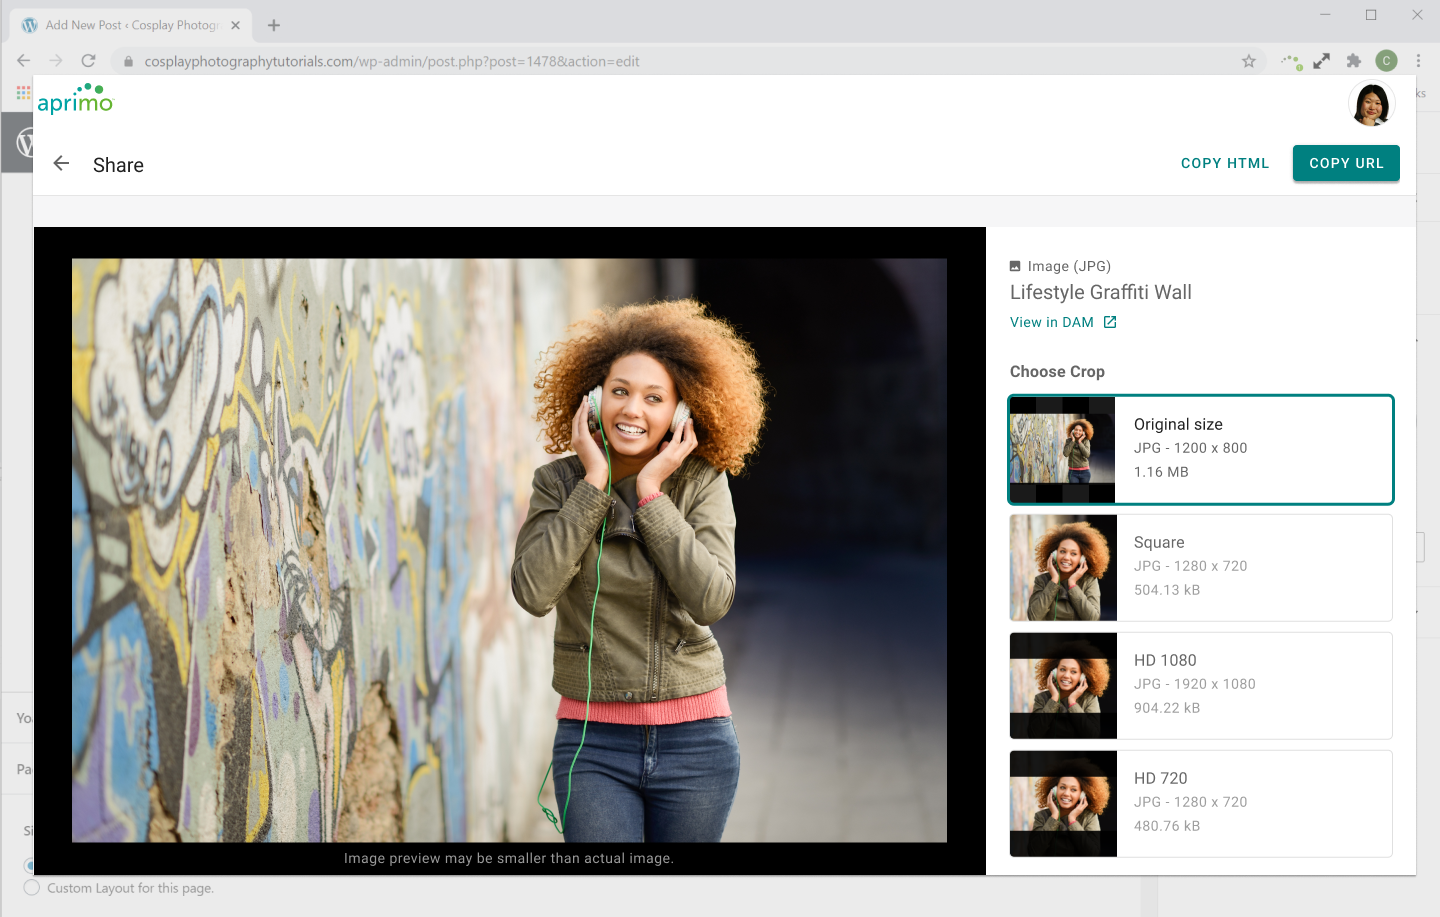 Add New Post ‹ Cosplay Photogr
cosplayphotographytutorials.com/wp-admin/post.php?post=1478&action=edit
C
ks
aprimo
Share
COPY HTML
COPY URL
Image (JPG)
Lifestyle Graffiti Wall
View in DAM
Choose Crop
Original size
JPG - 1200 x 800
1.16 MB
Square
JPG - 1280 x 720
504.13 kB
HD 1080
JPG - 1920 x 1080
904.22 kB
HD 720
JPG - 1280 x 720
480.76 kB
Image preview may be smaller than actual image.
Yo
Pa
Si
Custom Layout for this page.